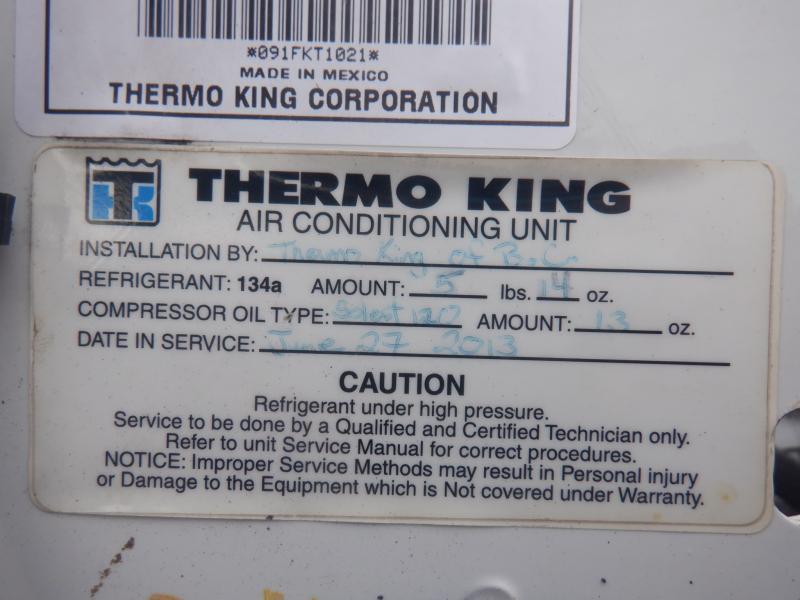 *091FKT1021*
MADE IN MEXICO
THERMO KING CORPORATION
TK THERMO KING
AIR CONDITIONING UNIT
INSTALLATION BY: Thermo King of B.C.
REFRIGERANT: 134a AMOUNT: 5 lbs. 14 oz.
COMPRESSOR OIL TYPE: Solest 120 AMOUNT: 13 oz.
DATE IN SERVICE: June 27 2013
CAUTION
Refrigerant under high pressure.
Service to be done by a Qualified and Certified Technician only.
Refer to unit Service Manual for correct procedures.
NOTICE: Improper Service Methods may result in Personal injury
or Damage to the Equipment which is Not covered under Warranty.